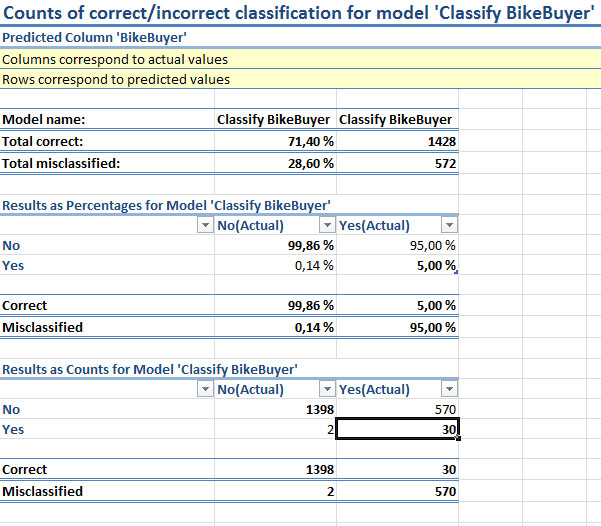 Counts of correct/incorrect classification for model 'Classify BikeBuyer'
Predicted Column 'BikeBuyer'
Columns correspond to actual values
Rows correspond to predicted values
Model name: Classify BikeBuyer Classify BikeBuyer
Total correct: 71,40 % 1428
Total misclassified: 28,60 % 572
Results as Percentages for Model 'Classify BikeBuyer'
No(Actual) Yes(Actual)
No 99,86 % 95,00 %
Yes 0,14 % 5,00 %
Correct 99,86 % 5,00 %
Misclassified 0,14 % 95,00 %
Results as Counts for Model 'Classify BikeBuyer'
No(Actual) Yes(Actual)
No 1398 570
Yes 2 30
Correct 1398 30
Misclassified 2 570